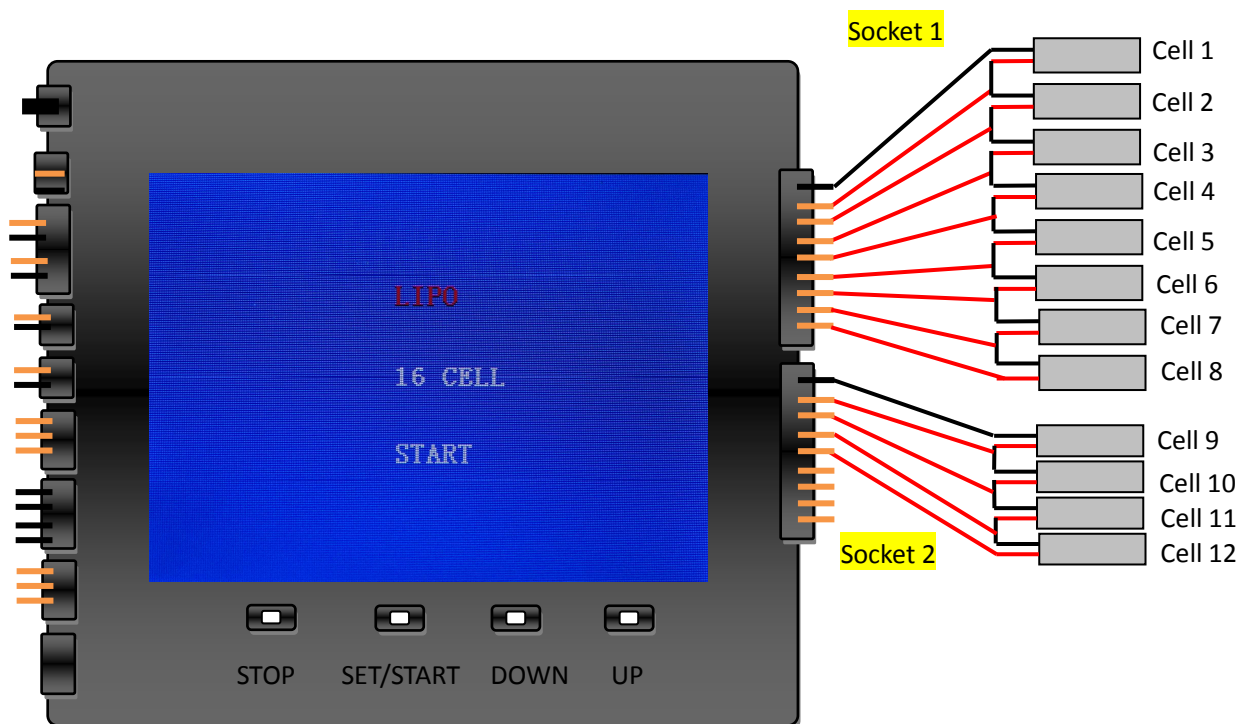 Socket 1
Cell 1
Cell 2
Cell 3
Cell 4
Cell 5
Cell 6
Cell 7
Cell 8
LIPO
16 CELL
START
Cell 9
Cell 10
Cell 11
Cell 12
Socket 2
STOP SET/START DOWN UP